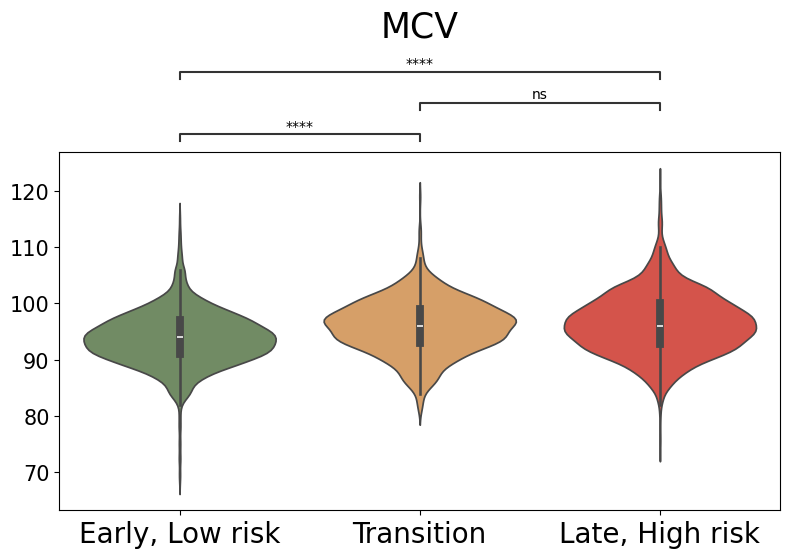 MCV
****
ns
****
120
110
100
90
80
70
Early, Low risk
Transition
Late, High risk